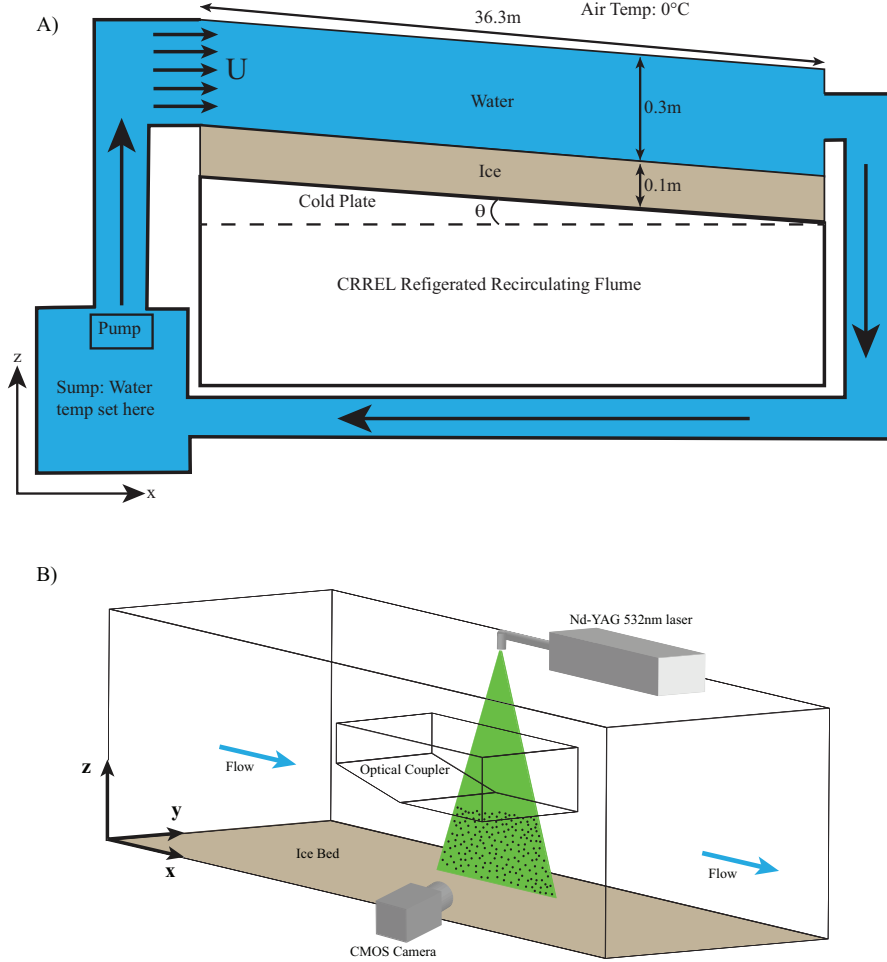 A)
36.3m
Air Temp: 0°C
U
Water
0.3m
Ice
0.1m
Cold Plate
θ
CRREL Refigerated Recirculating Flume
Pump
z
Sump: Water
temp set here
x
B)
Nd-YAG 532nm laser
z
Flow
Optical Coupler
y
x
Ice Bed
Flow
CMOS Camera